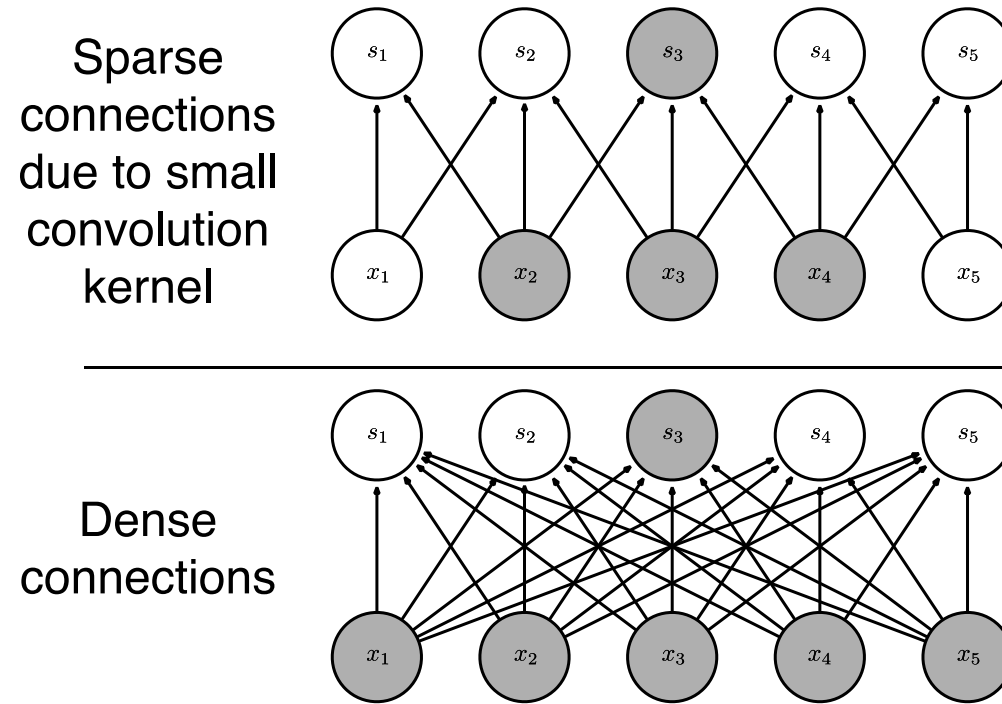 Sparse
connections
due to small
convolution
kernel
s₁ s₂ s₃ s₄ s₅
x₁ x₂ x₃ x₄ x₅
Dense
connections
s₁ s₂ s₃ s₄ s₅
x₁ x₂ x₃ x₄ x₅